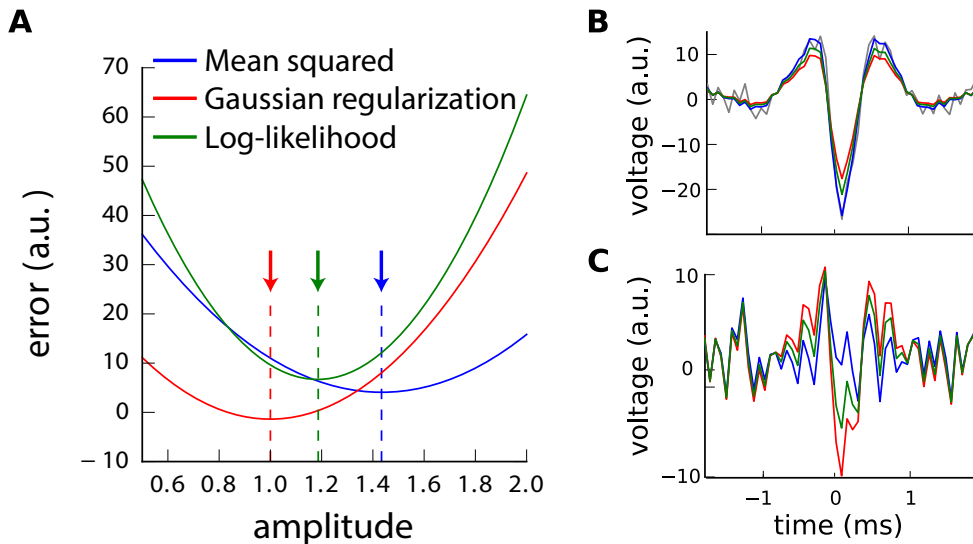 A
Mean squared
Gaussian regularization
Log-likelihood
error (a.u.)
70
60
50
40
30
20
10
0
−10
0.6 0.8 1.0 1.2 1.4 1.6 1.8 2.0
amplitude
B
voltage (a.u.)
10
0
−10
−20
C
voltage (a.u.)
10
0
−10
−1 0 1
time (ms)